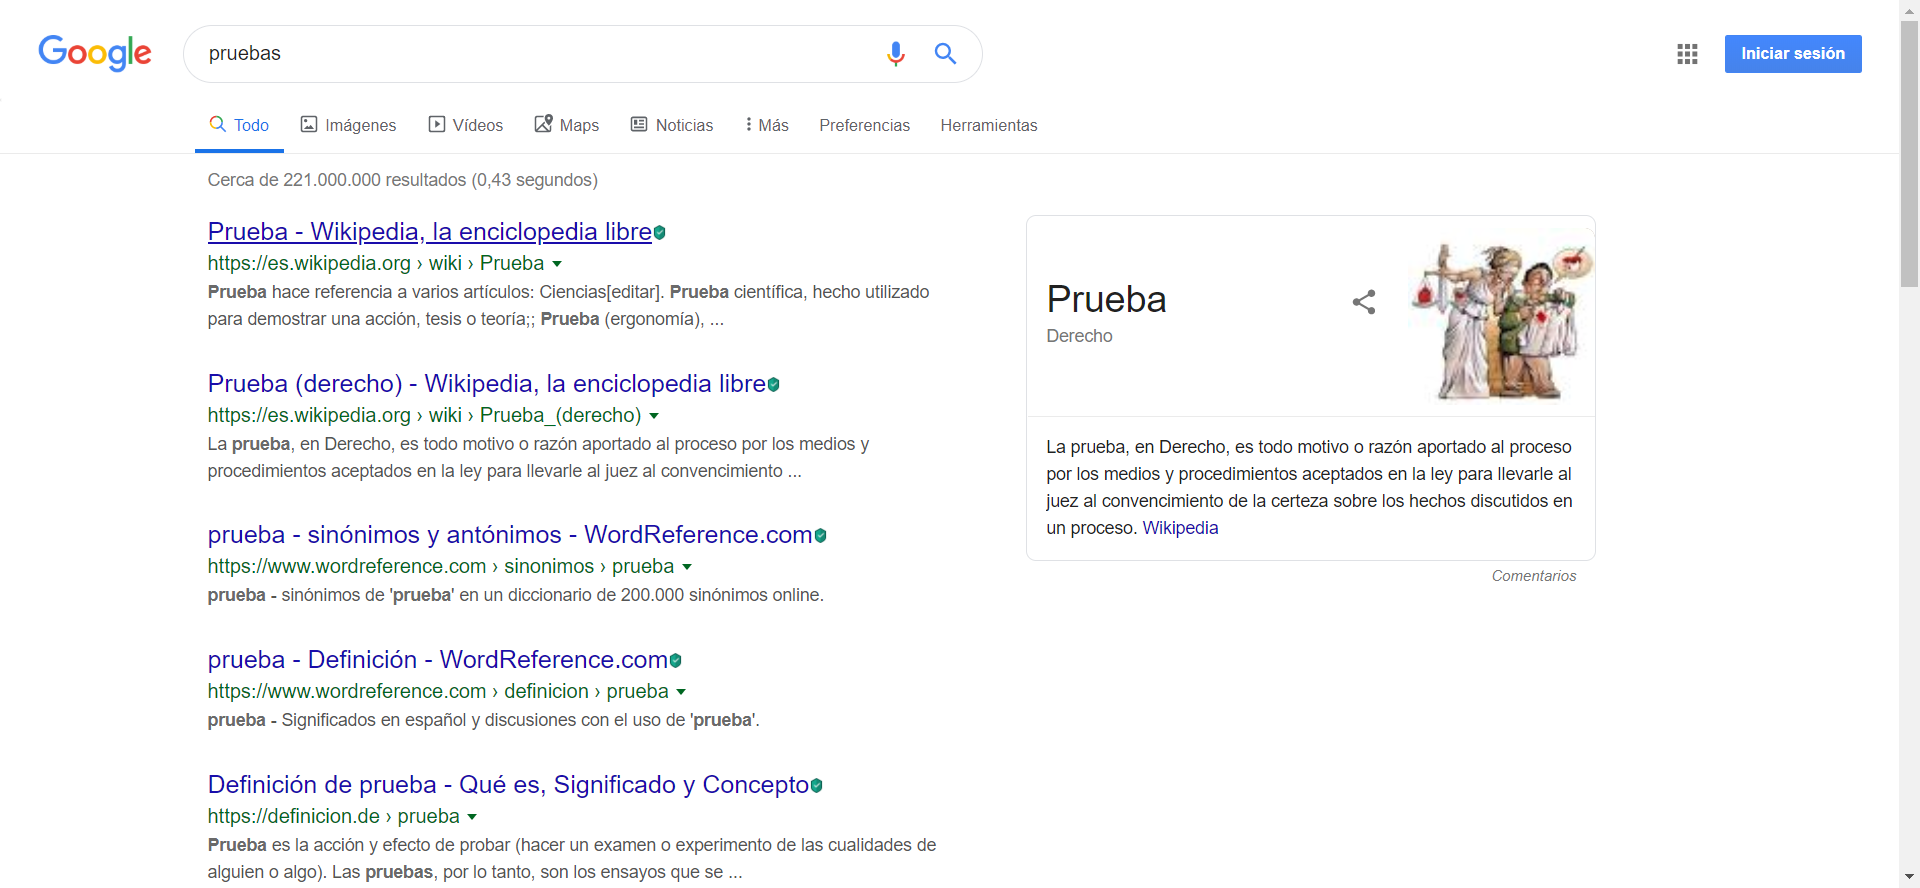 Google
pruebas
Iniciar sesión
Todo Imágenes Vídeos Maps Noticias Más Preferencias Herramientas
Cerca de 221.000.000 resultados (0,43 segundos)
Prueba - Wikipedia, la enciclopedia libre
https://es.wikipedia.org › wiki › Prueba
Prueba hace referencia a varios artículos: Ciencias[editar]. Prueba científica, hecho utilizado
para demostrar una acción, tesis o teoría;; Prueba (ergonomía), ...
Prueba (derecho) - Wikipedia, la enciclopedia libre
https://es.wikipedia.org › wiki › Prueba_(derecho)
La prueba, en Derecho, es todo motivo o razón aportado al proceso por los medios y
procedimientos aceptados en la ley para llevarle al juez al convencimiento ...
prueba - sinónimos y antónimos - WordReference.com
https://www.wordreference.com › sinonimos › prueba
prueba - sinónimos de 'prueba' en un diccionario de 200.000 sinónimos online.
prueba - Definición - WordReference.com
https://www.wordreference.com › definicion › prueba
prueba - Significados en español y discusiones con el uso de 'prueba'.
Definición de prueba - Qué es, Significado y Concepto
https://definicion.de › prueba
Prueba es la acción y efecto de probar (hacer un examen o experimento de las cualidades de
alguien o algo). Las pruebas, por lo tanto, son los ensayos que se ...
Prueba
Derecho
La prueba, en Derecho, es todo motivo o razón aportado al proceso
por los medios y procedimientos aceptados en la ley para llevarle al
juez al convencimiento de la certeza sobre los hechos discutidos en
un proceso. Wikipedia
Comentarios